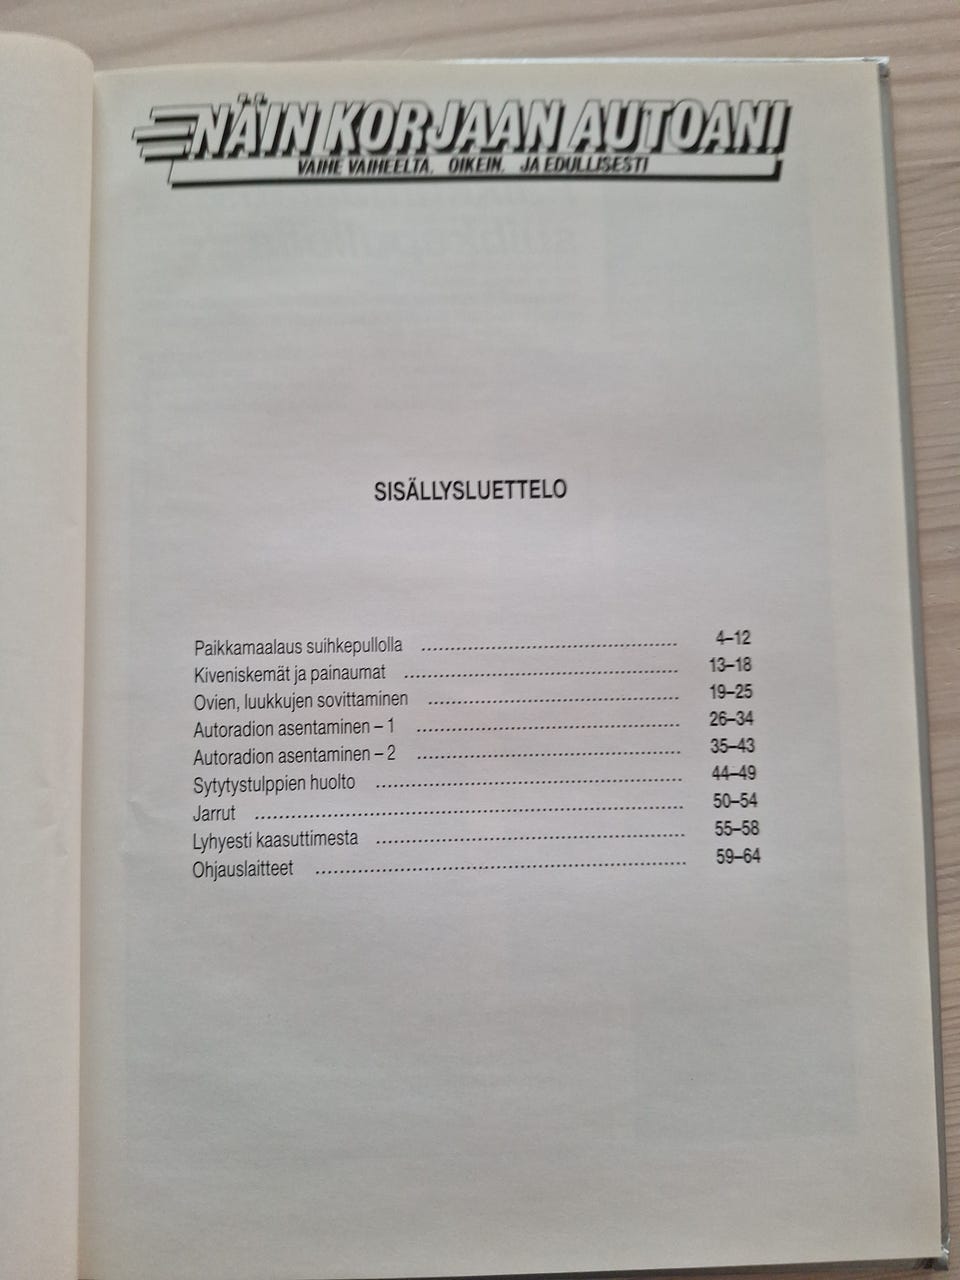 NÄIN KORJAAN AUTOANI
VAIHE VAIHEELTA, OIKEIN, JA EDULLISESTI
SISÄLLYSLUETTELO
Paikkamaalaus suihkepullolla ............................................. 4–12
Kiveniskemät ja painaumat ................................................ 13–18
Ovien, luukkujen sovittaminen ............................................ 19–25
Autoradion asentaminen – 1 .............................................. 26–34
Autoradion asentaminen – 2 .............................................. 35–43
Sytytystulppien huolto ..................................................... 44–49
Jarrut ........................................................................... 50–54
Lyhyesti kaasuttimesta ..................................................... 55–58
Ohjauslaitteet ................................................................ 59–64